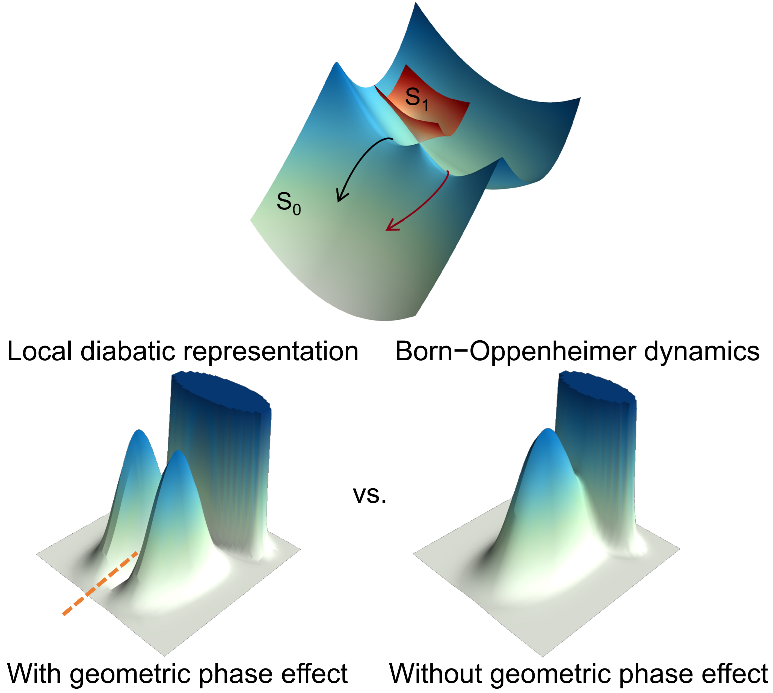 S₁
S₀
Local diabatic representation
Born−Oppenheimer dynamics
vs.
With geometric phase effect
Without geometric phase effect